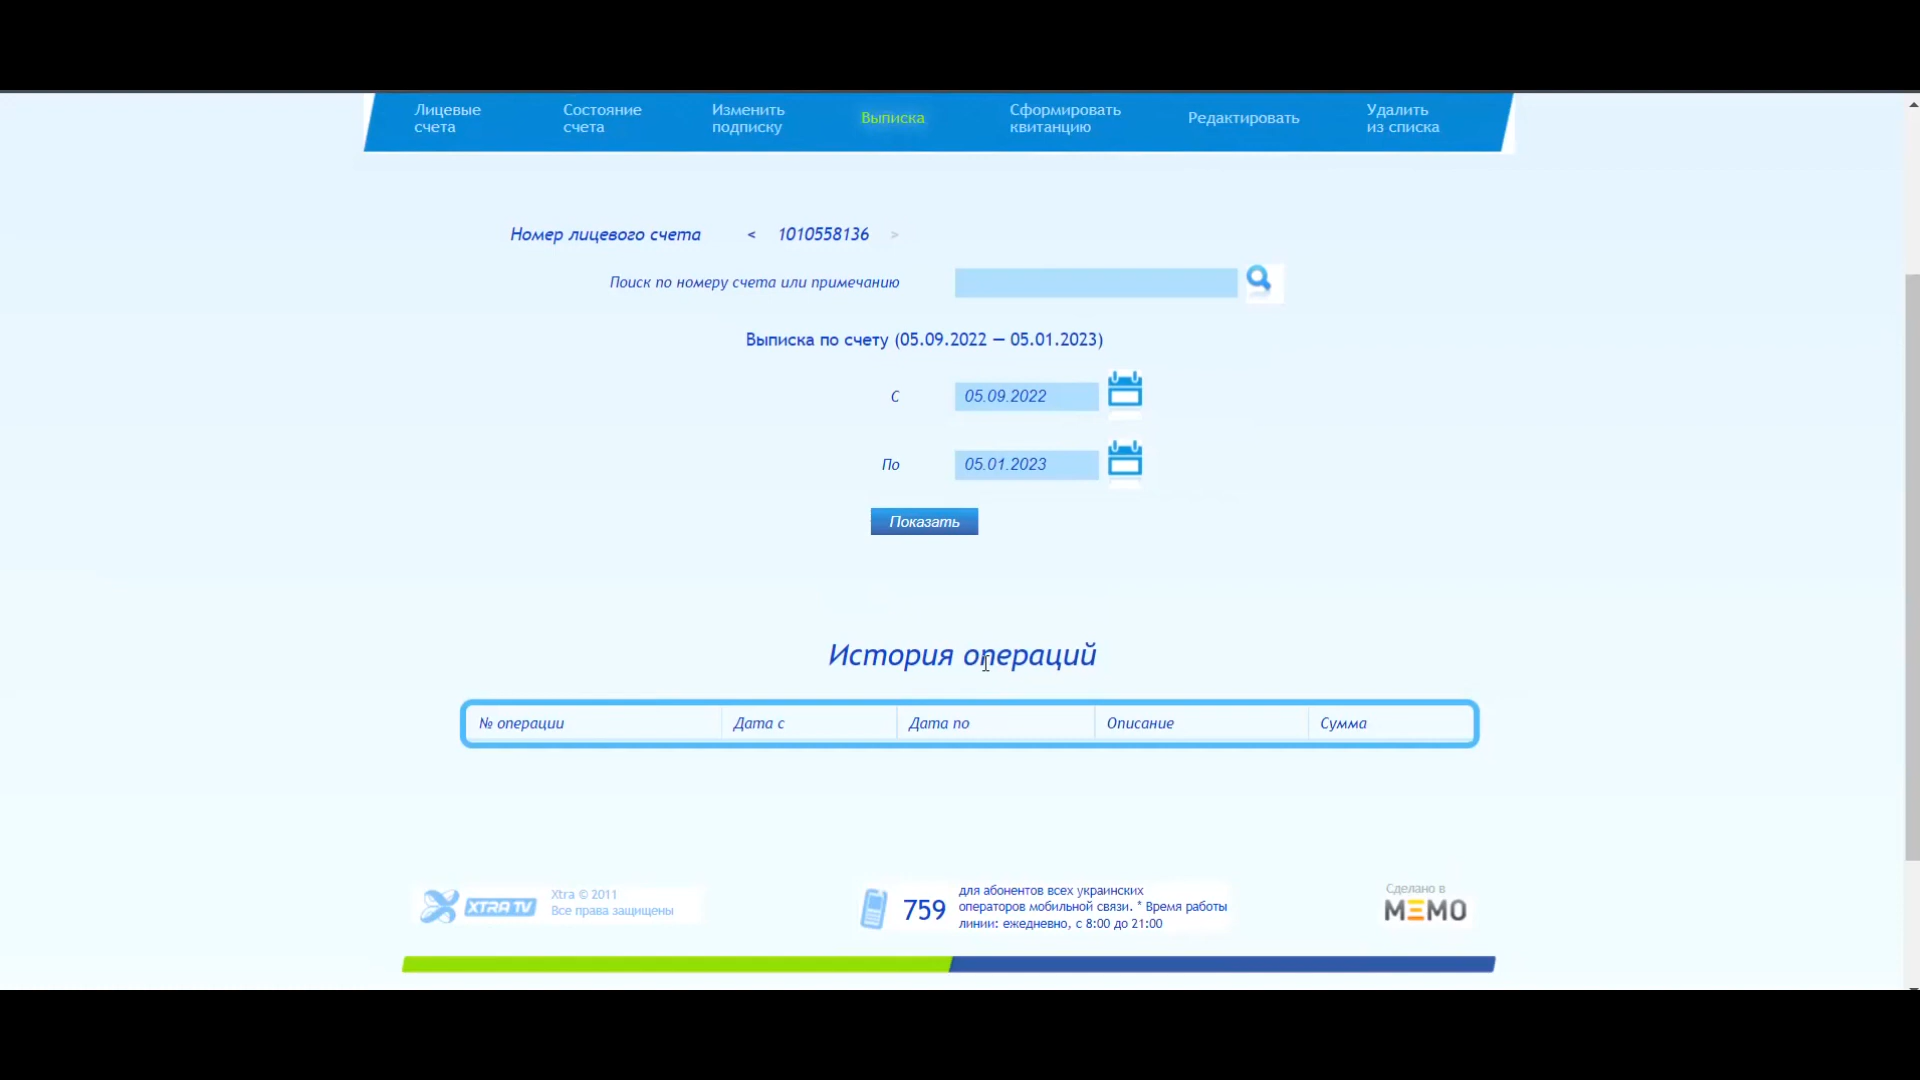 Лицевые счета
Состояние счета
Изменить подписку
Выписка
Сформировать квитанцию
Редактировать
Удалить из списка
Номер лицевого счета < 1010558136 >
Поиск по номеру счета или примечанию
Выписка по счету (05.09.2022 — 05.01.2023)
С 05.09.2022
По 05.01.2023
Показать
История операций
№ операции Дата с Дата по Описание Сумма
XTRA TV
Xtra © 2011
Все права защищены
759
для абонентов всех украинских
операторов мобильной связи. * Время работы
линии: ежедневно, с 8:00 до 21:00
Сделано в
MEMO